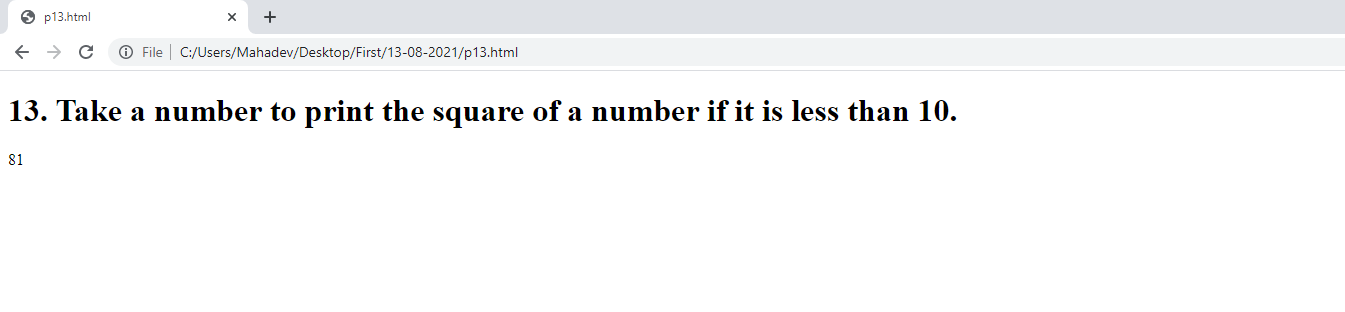 p13.html
File C:/Users/Mahadev/Desktop/First/13-08-2021/p13.html
13. Take a number to print the square of a number if it is less than 10.
81